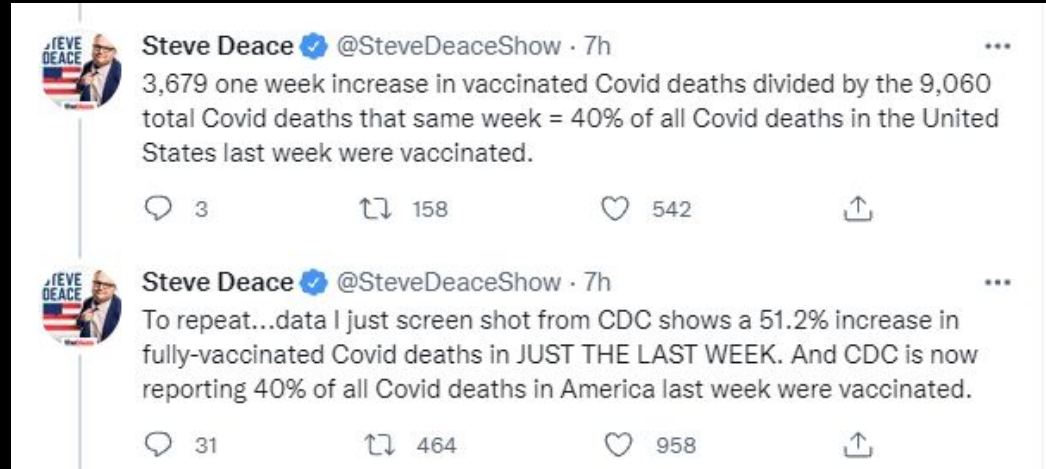 STEVE
DEACE
Steve Deace @SteveDeaceShow · 7h
3,679 one week increase in vaccinated Covid deaths divided by the 9,060
total Covid deaths that same week = 40% of all Covid deaths in the United
States last week were vaccinated.
3 158 542
STEVE
DEACE
Steve Deace @SteveDeaceShow · 7h
To repeat...data I just screen shot from CDC shows a 51.2% increase in
fully-vaccinated Covid deaths in JUST THE LAST WEEK. And CDC is now
reporting 40% of all Covid deaths in America last week were vaccinated.
31 464 958